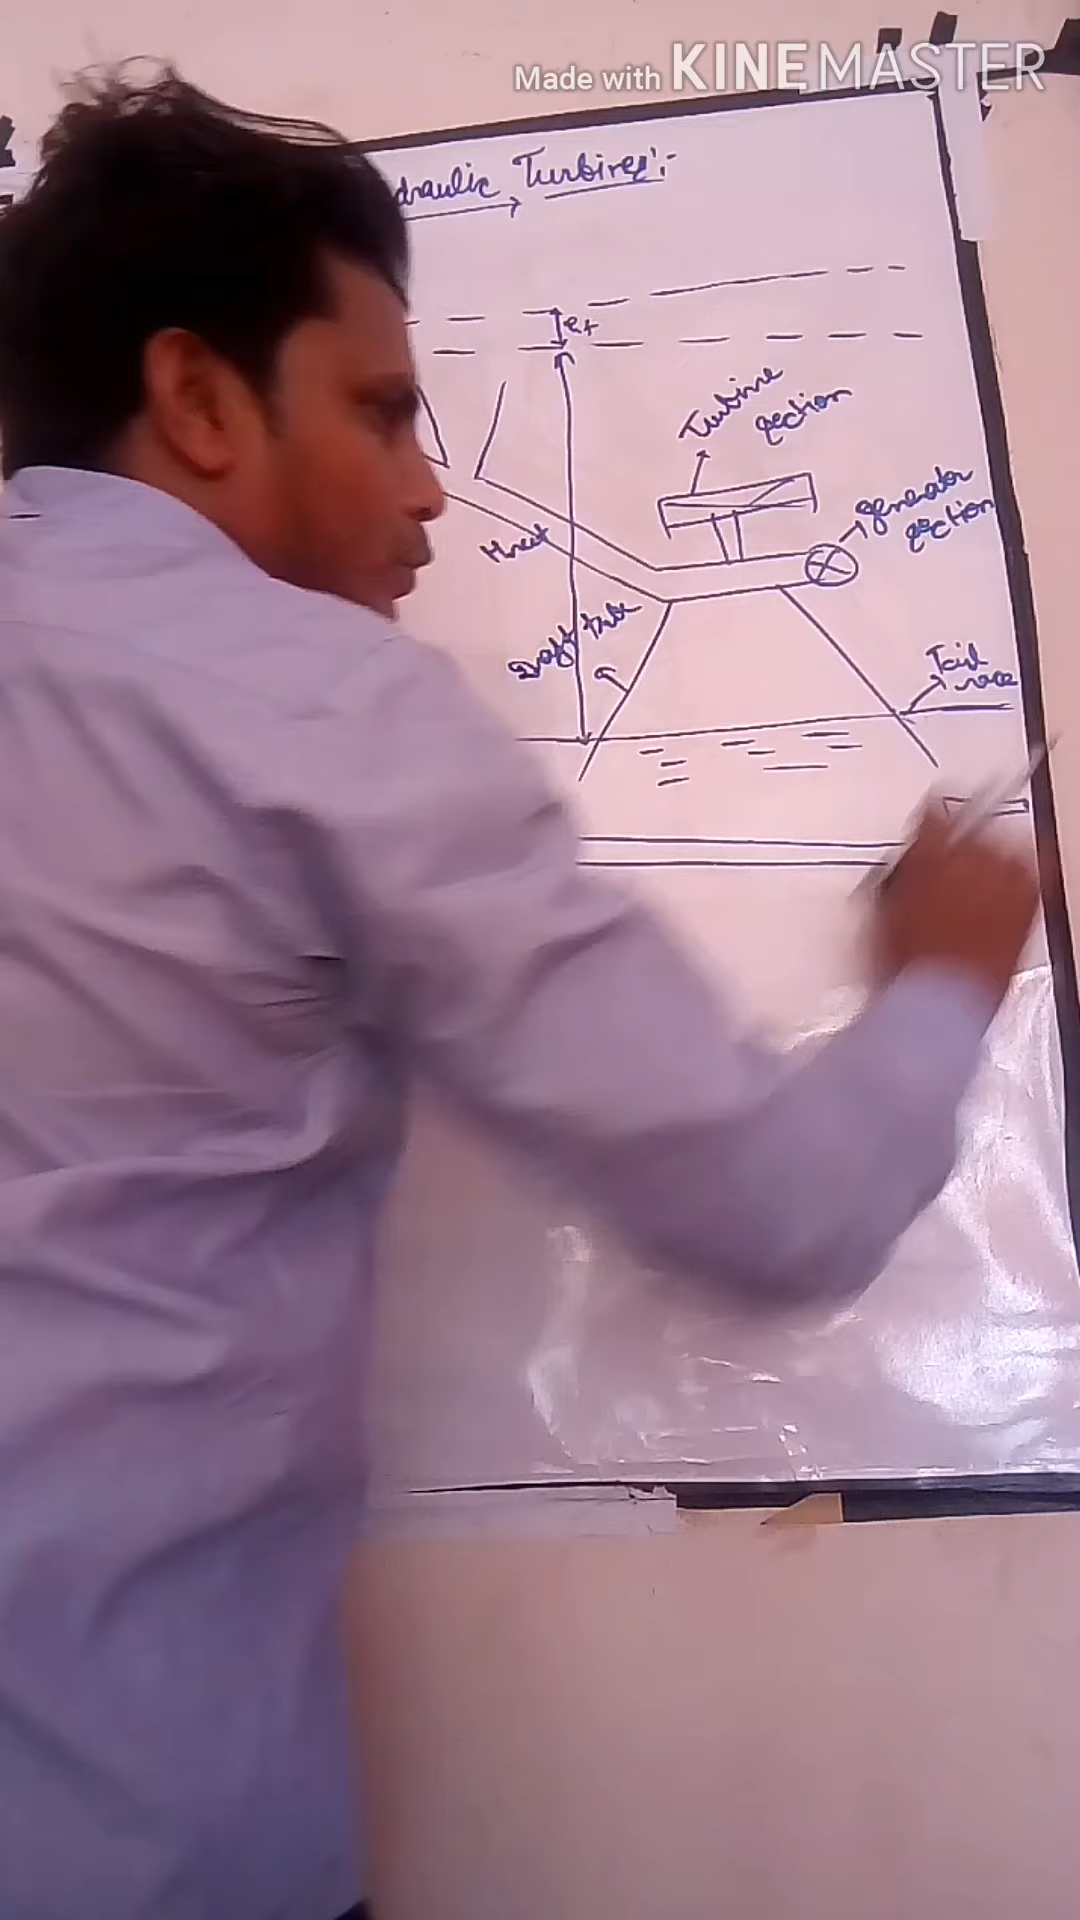 Made with KINEMASTER
draulic Turbines:-
Turbine
section
generator
section
Draft tube
Tail
race